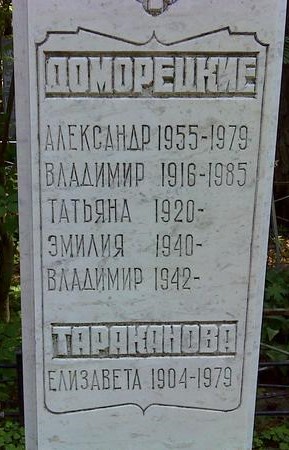 ДОМОРЕЦКИЕ
АЛЕКСАНДР 1955-1979
ВЛАДИМИР 1916-1985
ТАТЬЯНА 1920-
ЭМИЛИЯ 1940-
ВЛАДИМИР 1942-
ТАРАКАНОВА
ЕЛИЗАВЕТА 1904-1979